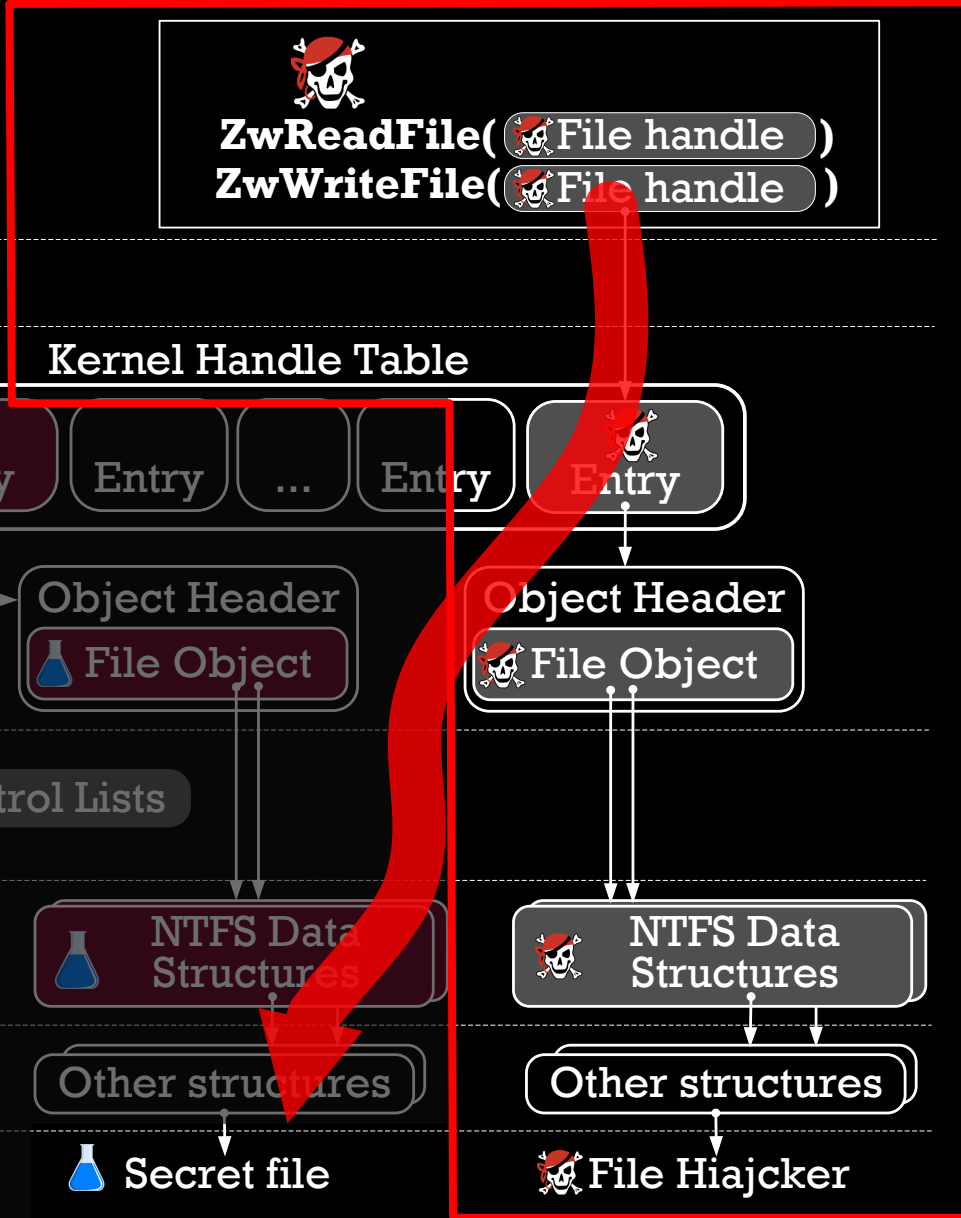 ZwReadFile( File handle )
ZwWriteFile( File handle )
Kernel Handle Table
y Entry ... Entry Entry
Object Header Object Header
File Object File Object
trol Lists
NTFS Data NTFS Data
Structures Structures
Other structures Other structures
Secret file File Hiajcker